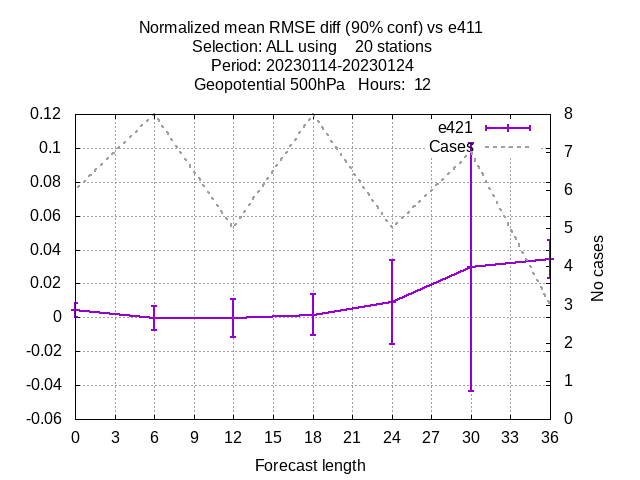 Normalized mean RMSE diff (90% conf) vs e411
Selection: ALL using    20 stations
Period: 20230114-20230124
Geopotential 500hPa   Hours:  12
e421
Cases
0.12
0.1
0.08
0.06
0.04
0.02
0
-0.02
-0.04
-0.06
8
7
6
5
4
3
2
1
0
No cases
0 3 6 9 12 15 18 21 24 27 30 33 36
Forecast length